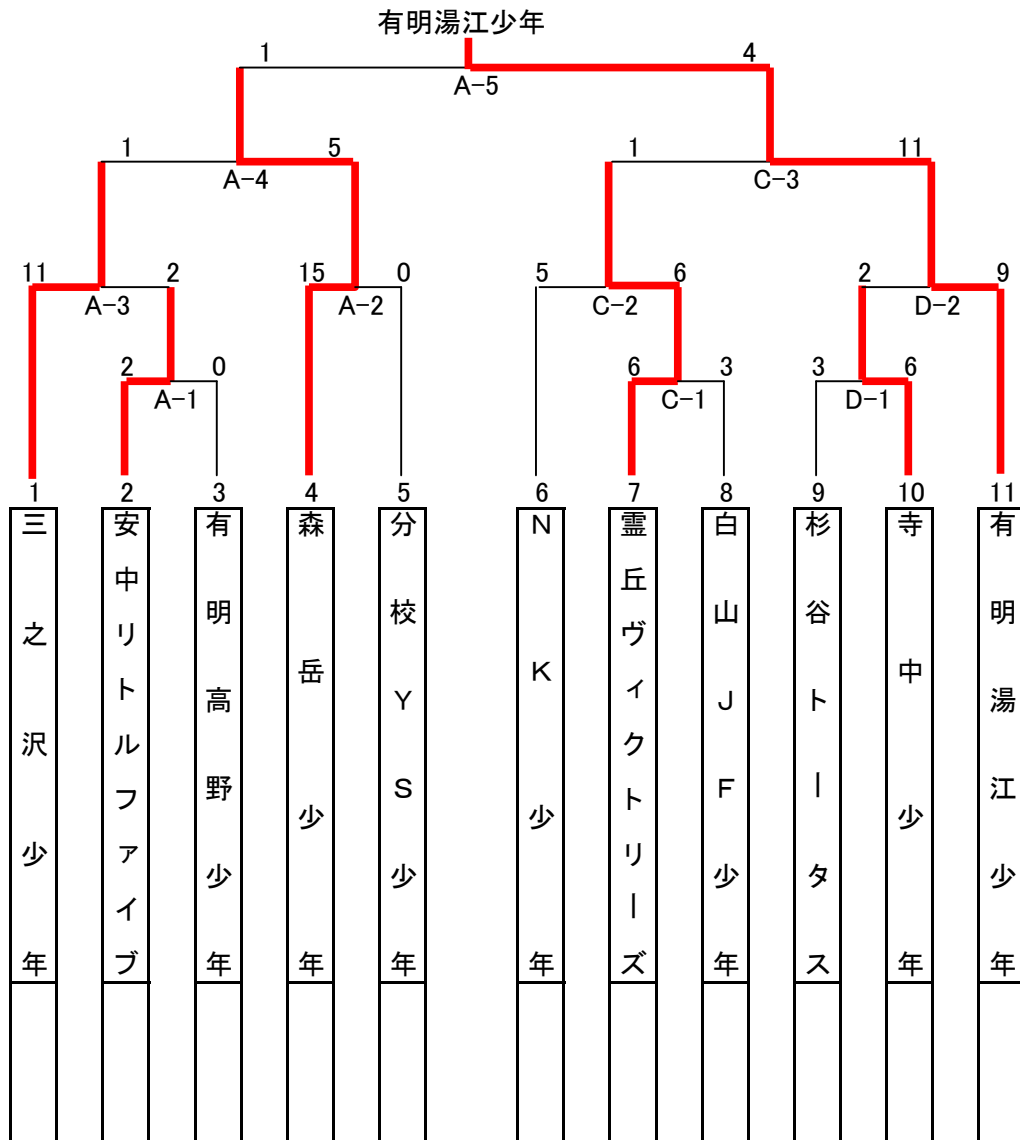 有明湯江少年
1 4
A-5
1 5 1 11
A-4 C-3
11 2 15 0 5 6 2 9
A-3 A-2 C-2 D-2
2 0 6 3 3 6
A-1 C-1 D-1
1 2 3 4 5 6 7 8 9 10 11
三之沢少年
安中リトルファイブ
有明高野少年
森岳少年
分校YS少年
NK少年
霊丘ヴィクトリーズ
白山JF少年
杉谷トータス
寺中少年
有明湯江少年